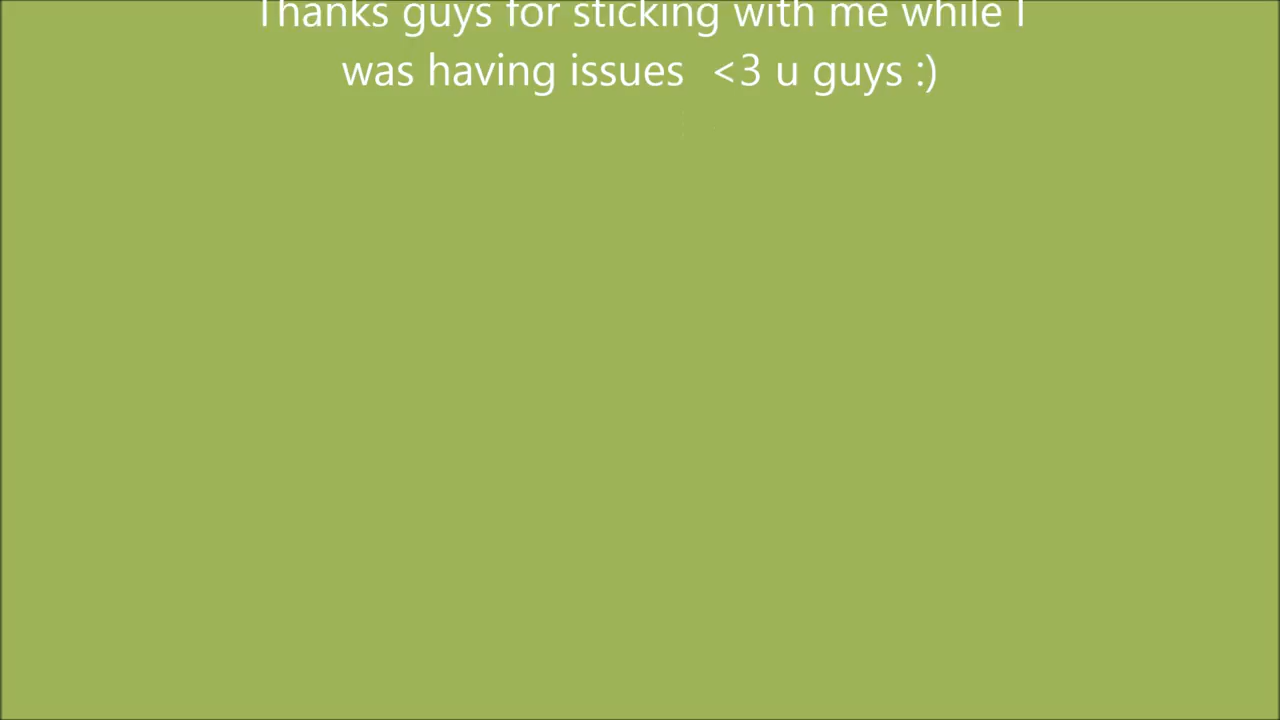 Thanks guys for sticking with me while I
was having issues  <3 u guys :)